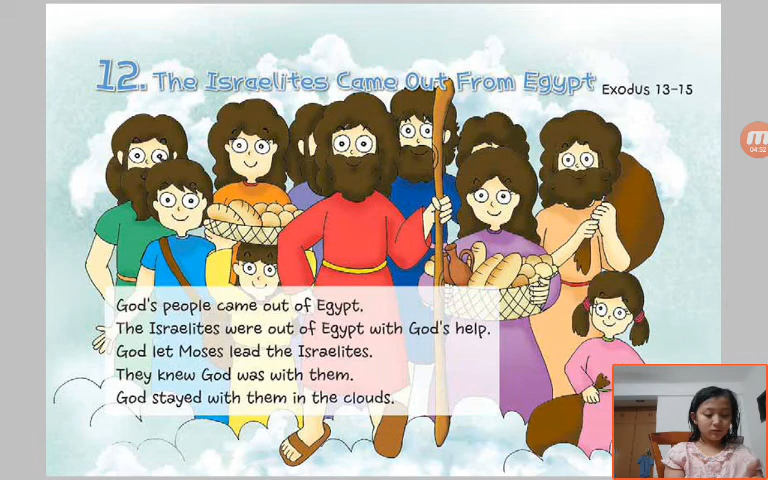 12. The Israelites Came Out From Egypt Exodus 13-15
04:52
God's people came out of Egypt.
The Israelites were out of Egypt with God's help.
God let Moses lead the Israelites.
They knew God was with them.
God stayed with them in the clouds.